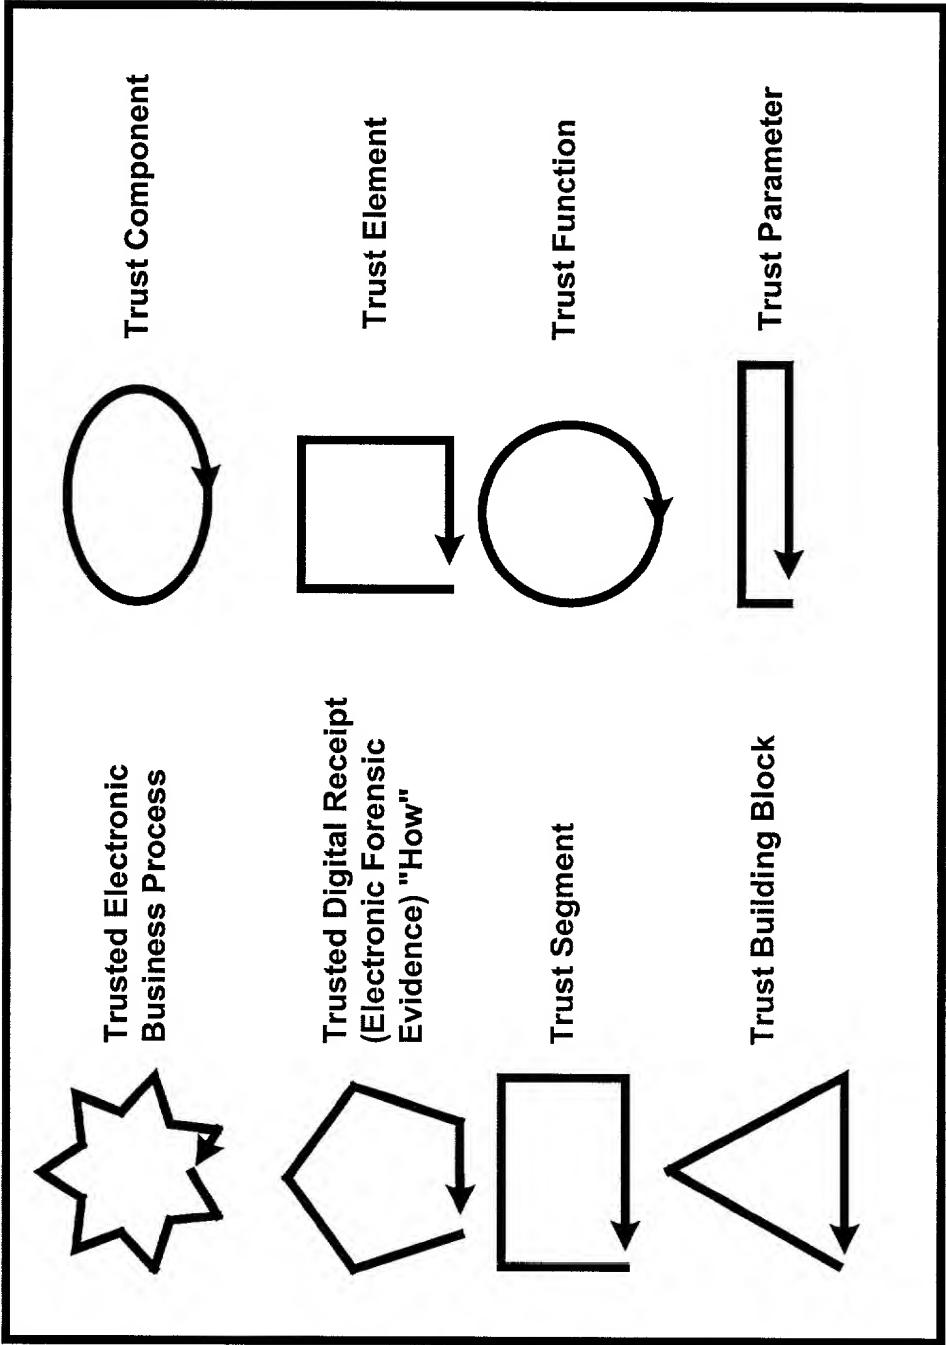 Trusted Electronic
Business Process
Trusted Digital Receipt
(Electronic Forensic
Evidence) "How"
Trust Segment
Trust Building Block
Trust Component
Trust Element
Trust Function
Trust Parameter